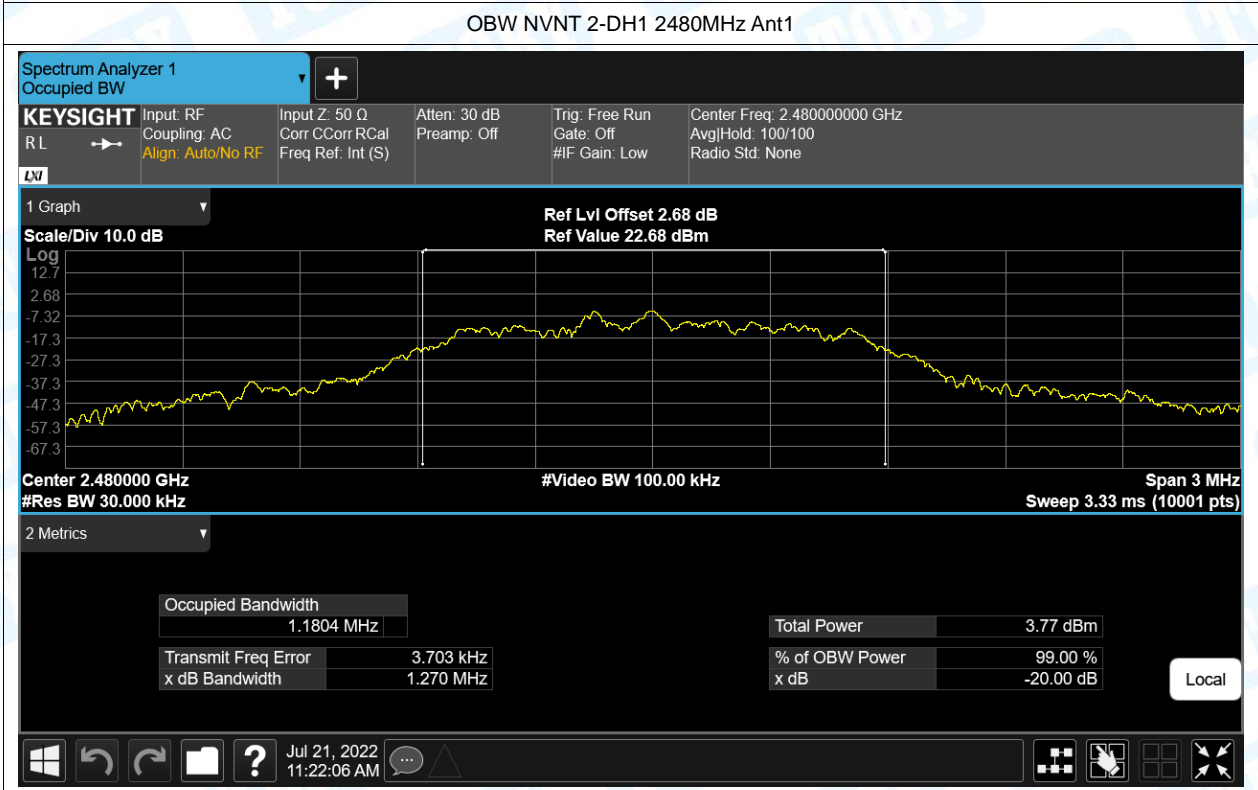 OBW NVNT 2-DH1 2480MHz Ant1
Spectrum Analyzer 1
Occupied BW
KEYSIGHT
RL
LXI
Input: RF
Coupling: AC
Align: Auto/No RF
Input Z: 50 Ω
Corr CCorr RCal
Freq Ref: Int (S)
Atten: 30 dB
Preamp: Off
Trig: Free Run
Gate: Off
#IF Gain: Low
Center Freq: 2.480000000 GHz
Avg|Hold: 100/100
Radio Std: None
1 Graph
Scale/Div 10.0 dB
Ref Lvl Offset 2.68 dB
Ref Value 22.68 dBm
Log
12.7
2.68
-7.32
-17.3
-27.3
-37.3
-47.3
-57.3
-67.3
Center 2.480000 GHz
#Video BW 100.00 kHz
Span 3 MHz
#Res BW 30.000 kHz
Sweep 3.33 ms (10001 pts)
2 Metrics
Occupied Bandwidth
1.1804 MHz
Transmit Freq Error 3.703 kHz
x dB Bandwidth 1.270 MHz
Total Power 3.77 dBm
% of OBW Power 99.00 %
x dB -20.00 dB
Local
?
Jul 21, 2022
11:22:06 AM